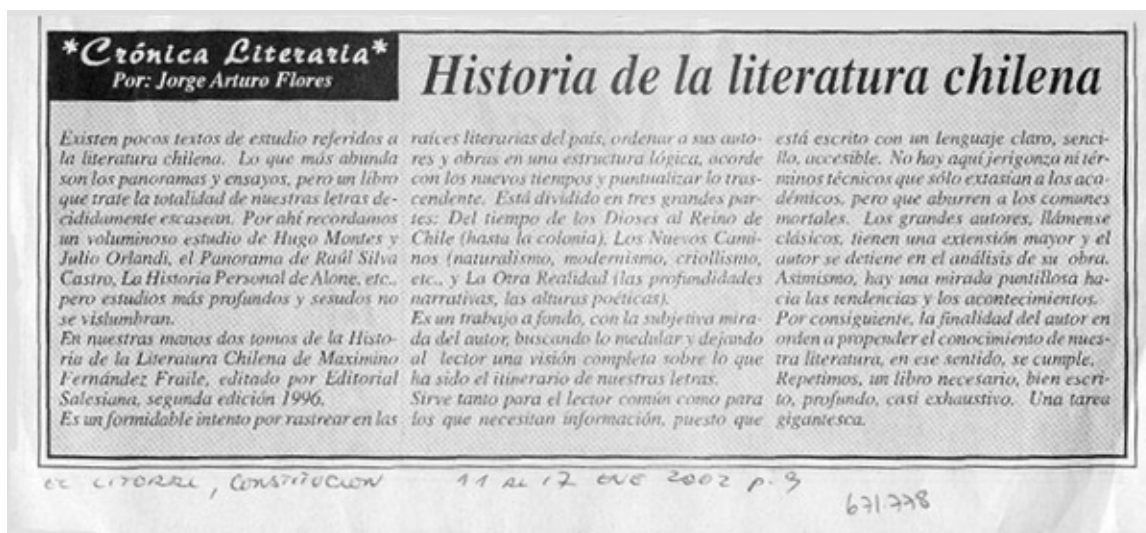 *Crónica Literaria*
Por: Jorge Arturo Flores
Historia de la literatura chilena
Existen pocos textos de estudio referidos a
la literatura chilena. Lo que más abunda
son los panoramas y ensayos, pero un libro
que trate la totalidad de nuestras letras de-
cididamente escasean. Por ahí recordamos
un voluminoso estudio de Hugo Montes y
Julio Orlandi, el Panorama de Raúl Silva
Castro, La Historia Personal de Alone, etc.,
pero estudios más profundos y sesudos no
se vislumbran.
En nuestras manos dos tomos de la Histo-
ria de la Literatura Chilena de Maximino
Fernández Fraile, editado por Editorial
Salesiana, segunda edición 1996.
Es un formidable intento por rastrear en las
raíces literarias del país, ordenar a sus auto-
res y obras en una estructura lógica, acorde
con los nuevos tiempos y puntualizar lo tras-
cendente. Está dividido en tres grandes par-
tes: Del tiempo de los Dioses al Reino de
Chile (hasta la colonia), Los Nuevos Cami-
nos (naturalismo, modernismo, criollismo,
etc., y La Otra Realidad (las profundidades
narrativas, las alturas poéticas).
Es un trabajo a fondo, con la subjetiva mira-
da del autor, buscando lo medular y dejando
al lector una visión completa sobre lo que
ha sido el itinerario de nuestras letras.
Sirve tanto para el lector común como para
los que necesitan información, puesto que
está escrito con un lenguaje claro, senci-
llo, accesible. No hay aquí jerigonza ni tér-
minos técnicos que sólo extasían a los aca-
démicos, pero que aburren a los comunes
mortales. Los grandes autores, llámense
clásicos, tienen una extensión mayor y el
autor se detiene en el análisis de su obra.
Asimismo, hay una mirada puntillosa ha-
cia las tendencias y los acontecimientos.
Por consiguiente, la finalidad del autor en
orden a propender el conocimiento de nues-
tra literatura, en ese sentido, se cumple.
Repetimos, un libro necesario, bien escri-
to, profundo, casi exhaustivo. Una tarea
gigantesca.
EL LITORAL, CONSTITUCION 11 AL 17 ENE 2002 p. 9
671.778